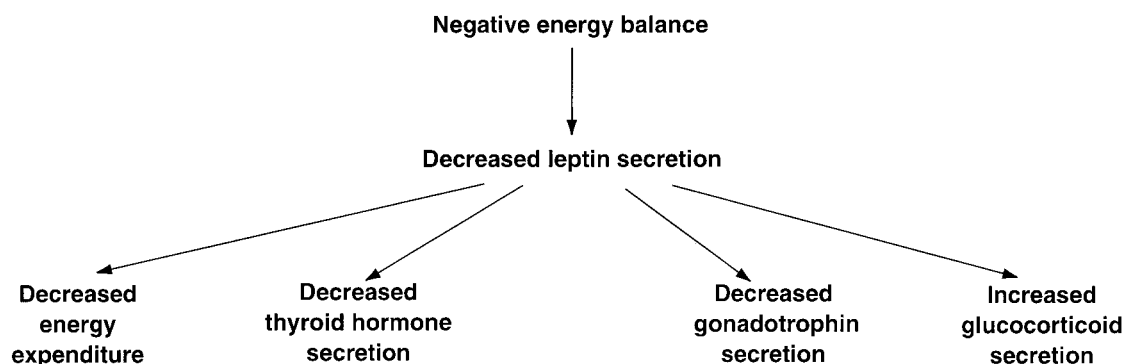 Negative energy balance
Decreased leptin secretion
Decreased
energy
expenditure
Decreased
thyroid hormone
secretion
Decreased
gonadotrophin
secretion
Increased
glucocorticoid
secretion